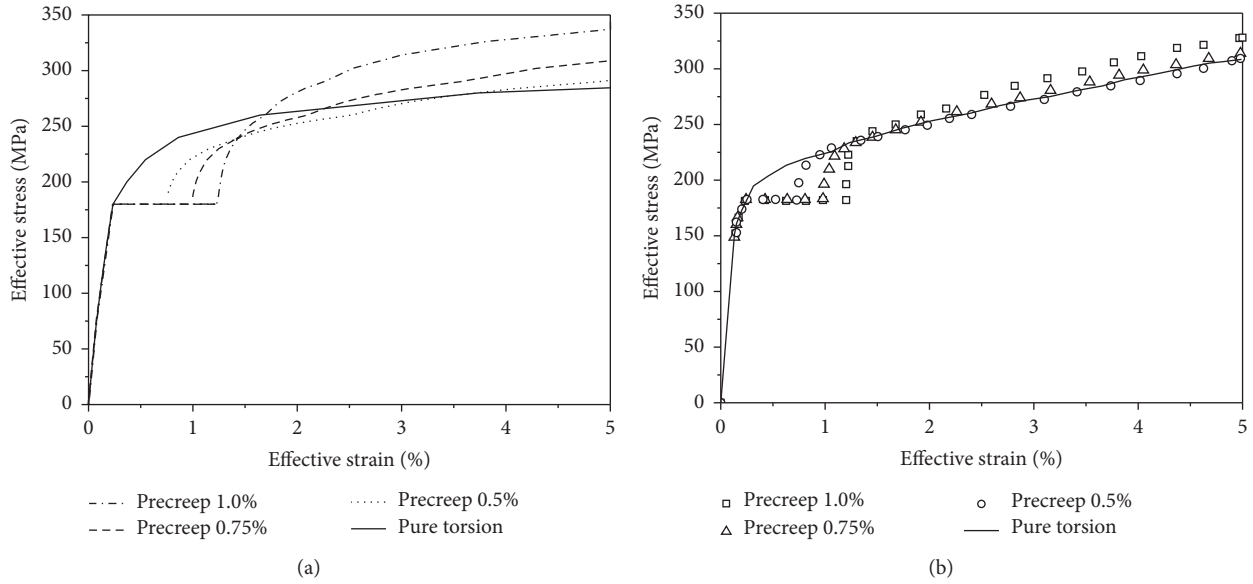 350
300
250
200
150
100
50
0
Effective stress (MPa)
0 1 2 3 4 5
Effective strain (%)
Precreep 1.0%
Precreep 0.5%
Precreep 0.75%
Pure torsion
(a)
350
300
250
200
150
100
50
0
Effective stress (MPa)
0 1 2 3 4 5
Effective strain (%)
Precreep 1.0%
Precreep 0.5%
Precreep 0.75%
Pure torsion
(b)